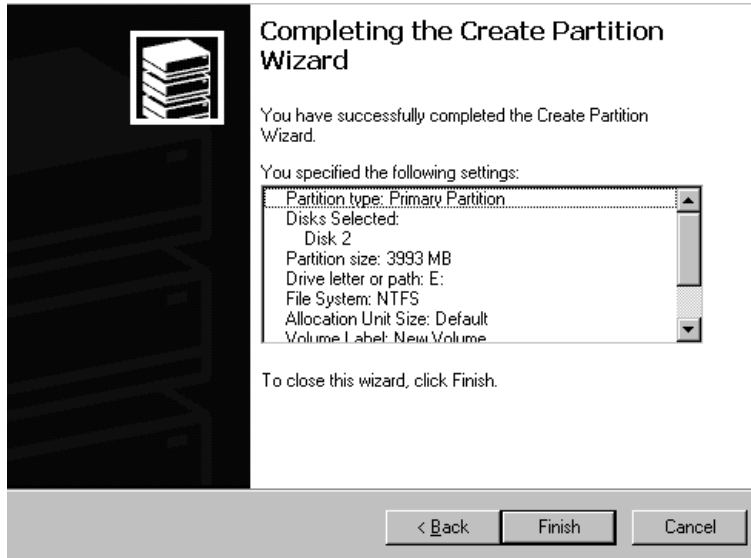 Completing the Create Partition
Wizard
You have successfully completed the Create Partition
Wizard.
You specified the following settings:
Partition type: Primary Partition
Disks Selected:
Disk 2
Partition size: 3993 MB
Drive letter or path: E:
File System: NTFS
Allocation Unit Size: Default
Volume Label: New Volume
To close this wizard, click Finish.
< Back
Finish
Cancel